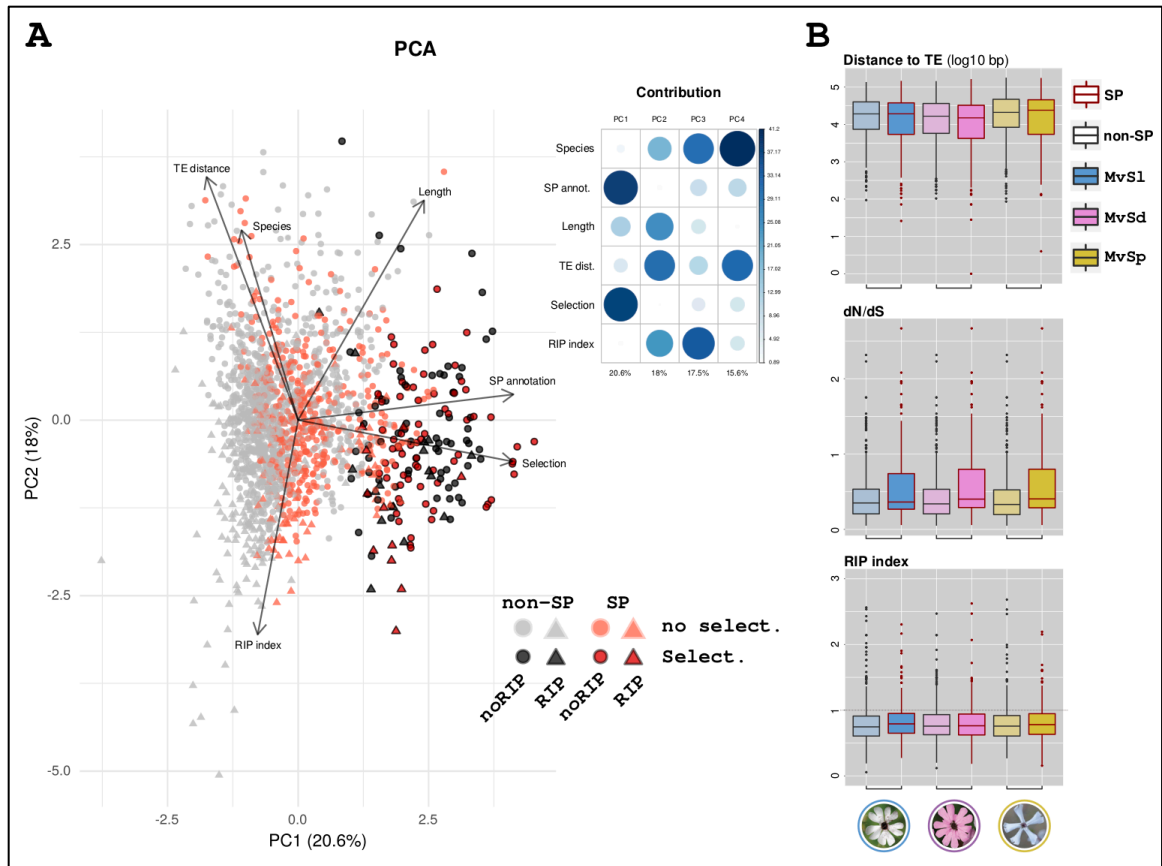 A
PCA
Contribution
PC1 PC2 PC3 PC4
Species
SP annot.
Length
TE dist.
Selection
RIP index
20.6% 18% 17.5% 15.6%
41.2
37.17
33.14
29.11
25.08
21.05
17.02
12.99
8.96
4.92
0.89
TE distance
Species
Length
SP annotation
Selection
RIP index
PC2 (18%)
2.5
0.0
-2.5
-5.0
-2.5 0.0 2.5
PC1 (20.6%)
non-SP SP
no select.
Select.
noRIP RIP noRIP RIP
B
Distance to TE (log10 bp)
5
4
3
2
1
0
SP
non-SP
MvSl
MvSd
MvSp
dN/dS
2
1
0
RIP index
3
2
1
0